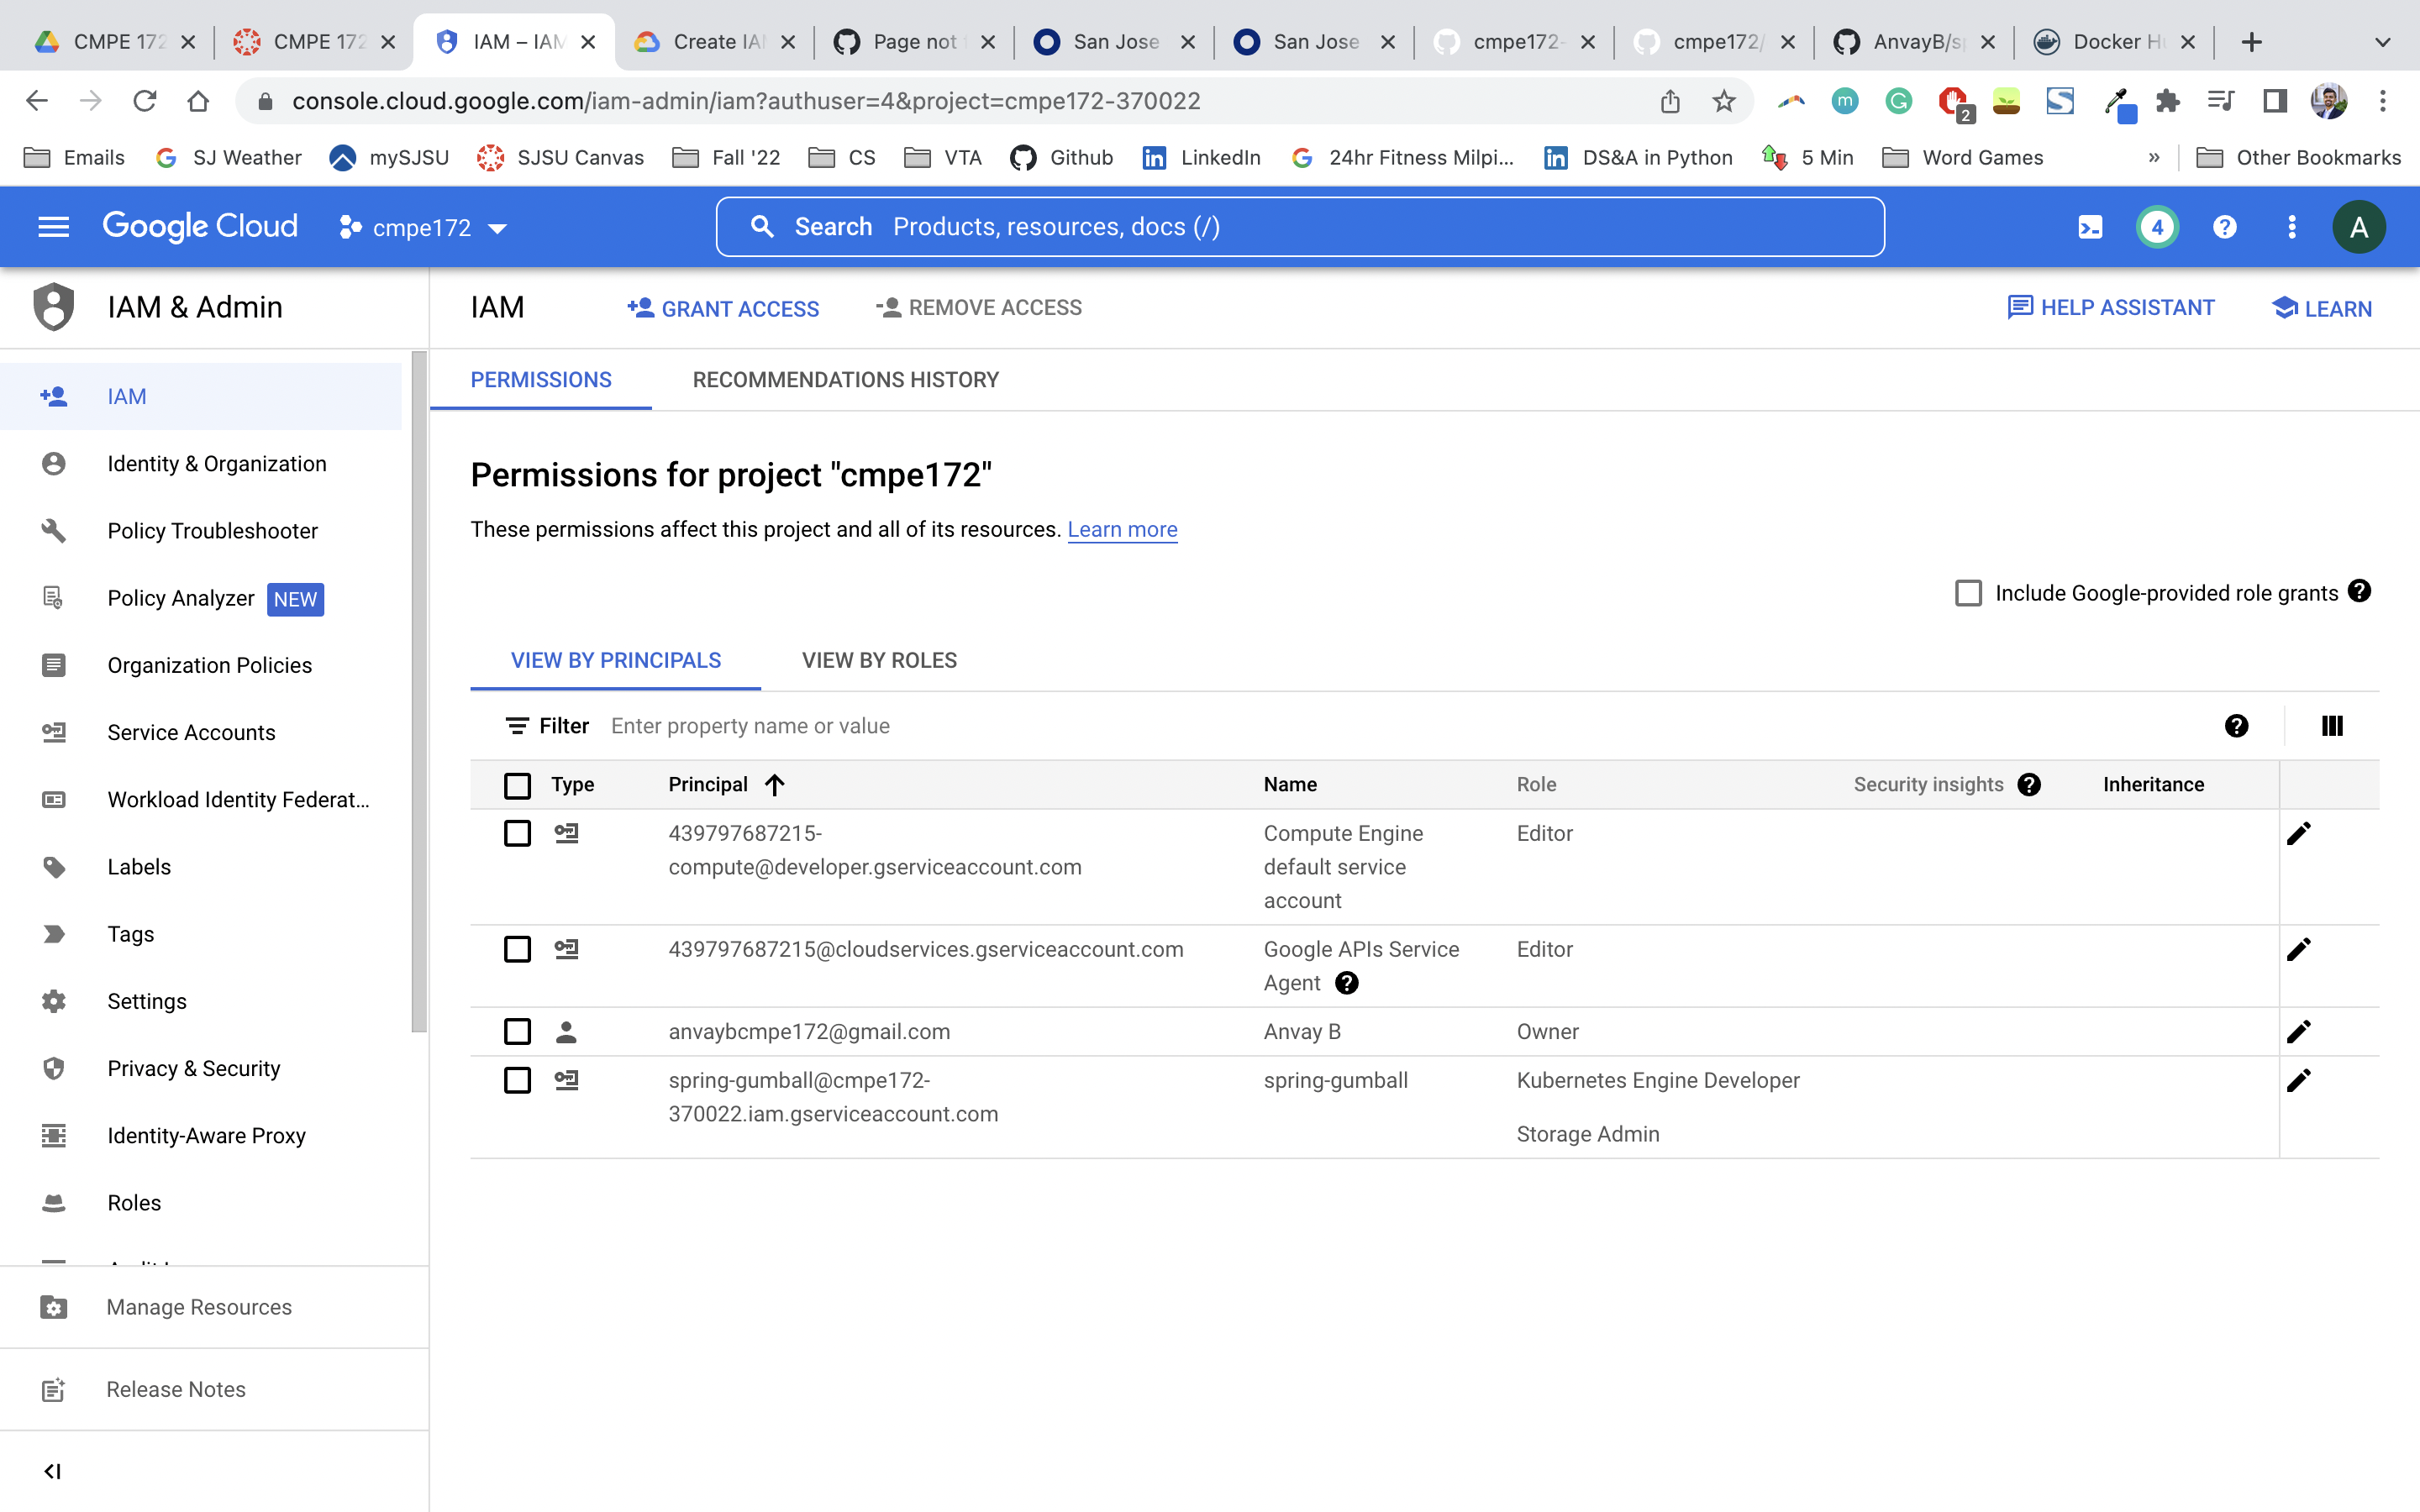 CMPE 172
CMPE 172
IAM – IAM
Create IA
Page not
San Jose
San Jose
cmpe172-
cmpe172/
AnvayB/s
Docker H
console.cloud.google.com/iam-admin/iam?authuser=4&project=cmpe172-370022
2
Emails
SJ Weather
mySJSU
SJSU Canvas
Fall '22
CS
VTA
Github
LinkedIn
24hr Fitness Milpi...
DS&A in Python
5 Min
Word Games
»
Other Bookmarks
Google Cloud
cmpe172
Search Products, resources, docs (/)
4
A
IAM & Admin
IAM
GRANT ACCESS
REMOVE ACCESS
HELP ASSISTANT
LEARN
IAM
Identity & Organization
Policy Troubleshooter
Policy Analyzer NEW
Organization Policies
Service Accounts
Workload Identity Federat...
Labels
Tags
Settings
Privacy & Security
Identity-Aware Proxy
Roles
Manage Resources
Release Notes
PERMISSIONS
RECOMMENDATIONS HISTORY
Permissions for project "cmpe172"
These permissions affect this project and all of its resources. Learn more
Include Google-provided role grants
VIEW BY PRINCIPALS
VIEW BY ROLES
Filter Enter property name or value
Type Principal Name Role Security insights Inheritance
439797687215-
compute@developer.gserviceaccount.com
Compute Engine
default service
account
Editor
439797687215@cloudservices.gserviceaccount.com
Google APIs Service
Agent
Editor
anvaybcmpe172@gmail.com
Anvay B
Owner
spring-gumball@cmpe172-
370022.iam.gserviceaccount.com
spring-gumball
Kubernetes Engine Developer
Storage Admin